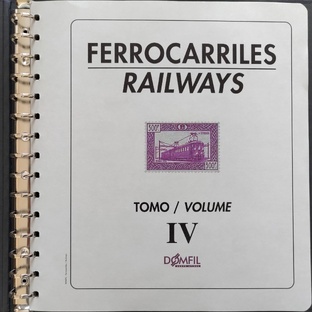 FERROCARRILES
RAILWAYS
TOMO / VOLUME
IV
DOMFIL